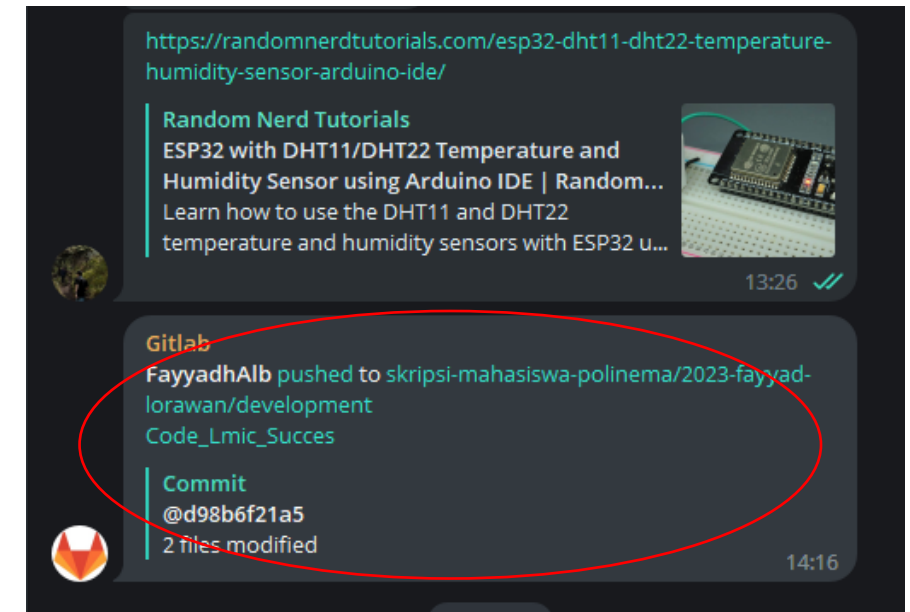 https://randomnerdtutorials.com/esp32-dht11-dht22-temperature-
humidity-sensor-arduino-ide/
Random Nerd Tutorials
ESP32 with DHT11/DHT22 Temperature and
Humidity Sensor using Arduino IDE | Random...
Learn how to use the DHT11 and DHT22
temperature and humidity sensors with ESP32 u...
13:26
Gitlab
FayyadhAlb pushed to skripsi-mahasiswa-polinema/2023-fayyad-
lorawan/development
Code_Lmic_Succes
Commit
@d98b6f21a5
2 files modified
14:16